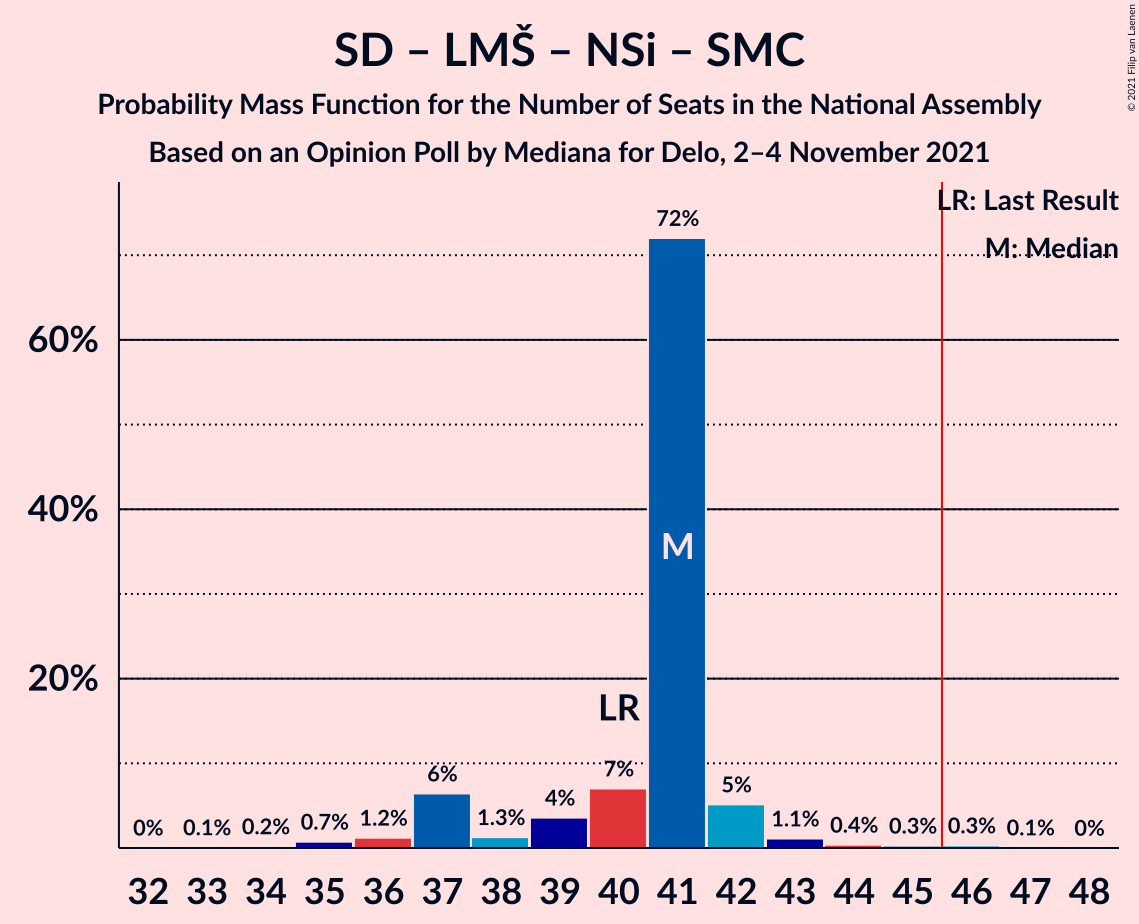 SD – LMŠ – NSi – SMC
Probability Mass Function for the Number of Seats in the National Assembly
Based on an Opinion Poll by Mediana for Delo, 2–4 November 2021
© 2021 Filip van Laenen
LR: Last Result
M: Median
60%
40%
20%
0% 0.1% 0.2% 0.7% 1.2% 6% 1.3% 4% 7% 72% 5% 1.1% 0.4% 0.3% 0.3% 0.1% 0%
LR
M
32 33 34 35 36 37 38 39 40 41 42 43 44 45 46 47 48